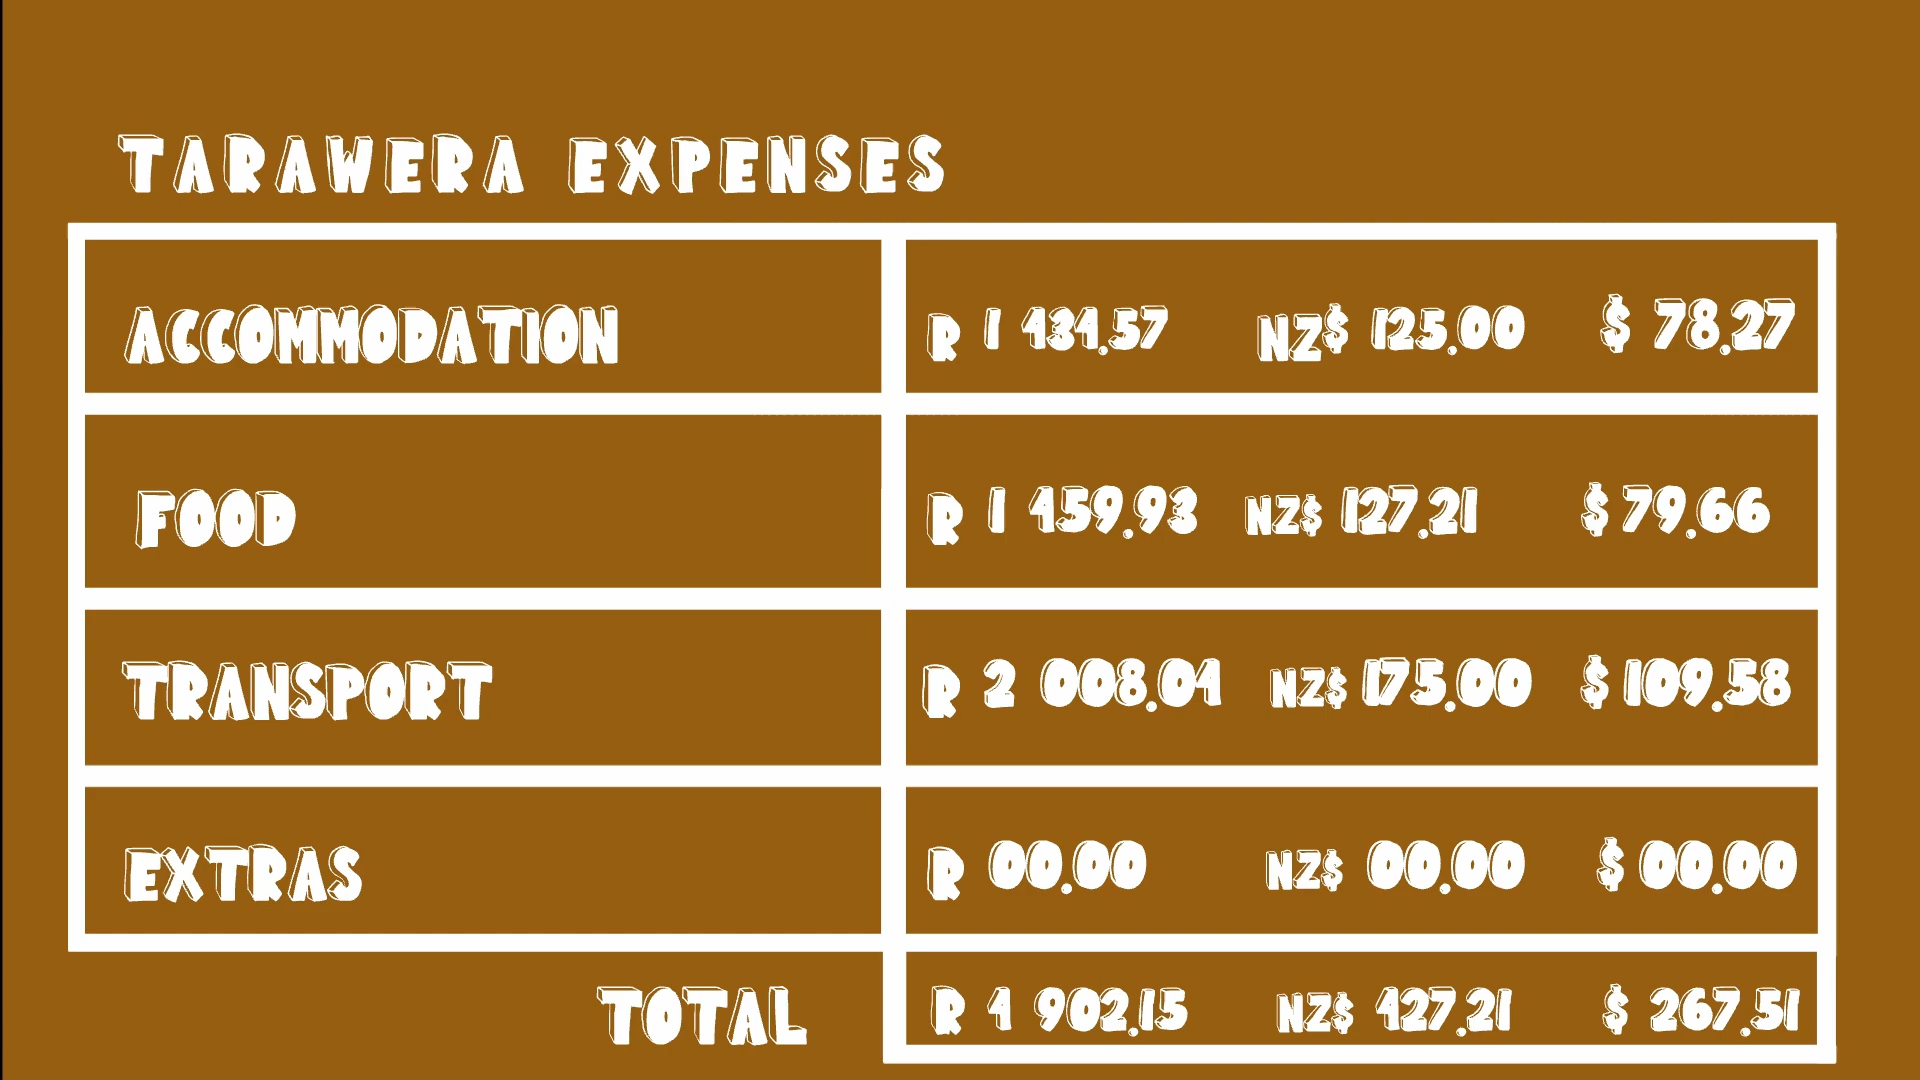 TARAWERA EXPENSES
ACCOMMODATION R 1 434.57 NZ$ 125.00 $ 78.27
FOOD R 1 459.93 NZ$ 127.21 $ 79.66
TRANSPORT R 2 008.04 NZ$ 175.00 $ 109.58
EXTRAS R 00.00 NZ$ 00.00 $ 00.00
TOTAL R 4 902.15 NZ$ 427.21 $ 267.51